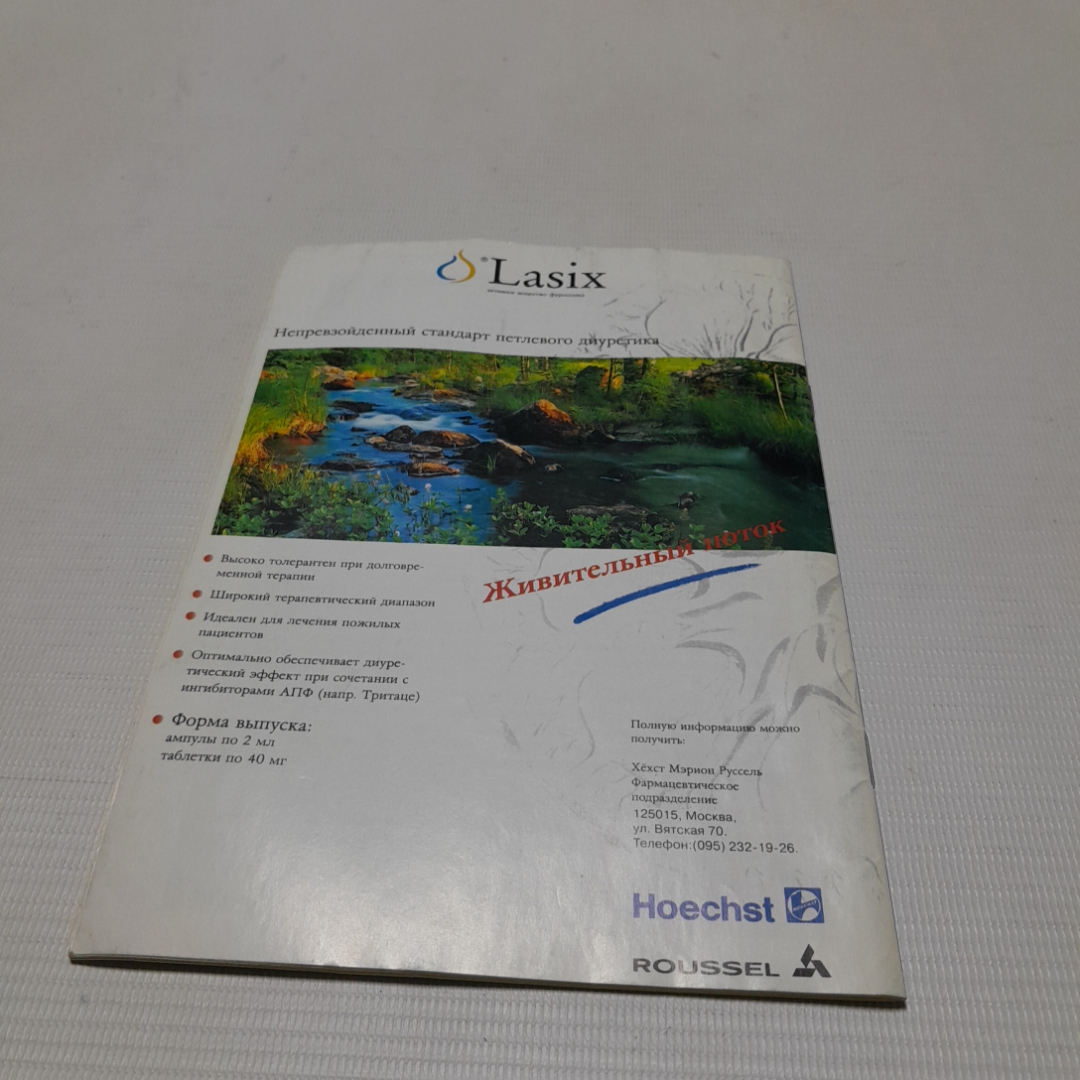 ® Lasix
активное вещество фуросемид
Непревзойденный стандарт петлевого диуретика
Живительный поток
Высоко толерантен при долговре-
менной терапии
Широкий терапевтический диапазон
Идеален для лечения пожилых
пациентов
Оптимально обеспечивает диуре-
тический эффект при сочетании с
ингибиторами АПФ (напр. Тритаце)
Форма выпуска:
ампулы по 2 мл
таблетки по 40 мг
Полную информацию можно
получить:
Хёхст Мэрион Руссель
Фармацевтическое
подразделение
125015, Москва,
ул. Вятская 70.
Телефон:(095) 232-19-26.
Hoechst
ROUSSEL